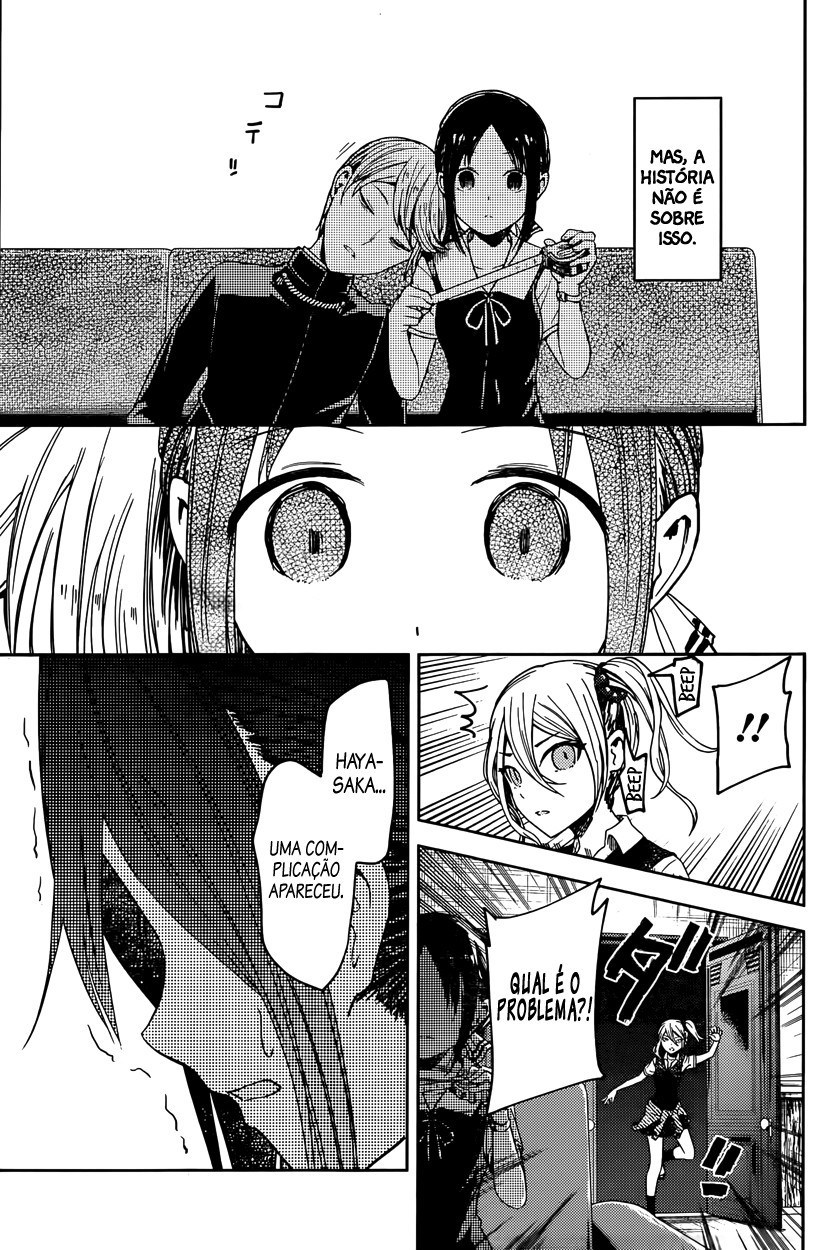 MAS, A
HISTÓRIA
NÃO É
SOBRE
ISSO.
コ
テ
!!
!!
BEEP
BEEP
QUAL É O
PROBLEMA?!
ダッ
!!
HAYA-
SAKA...
UMA COM-
PLICAÇÃO
APARECEU.